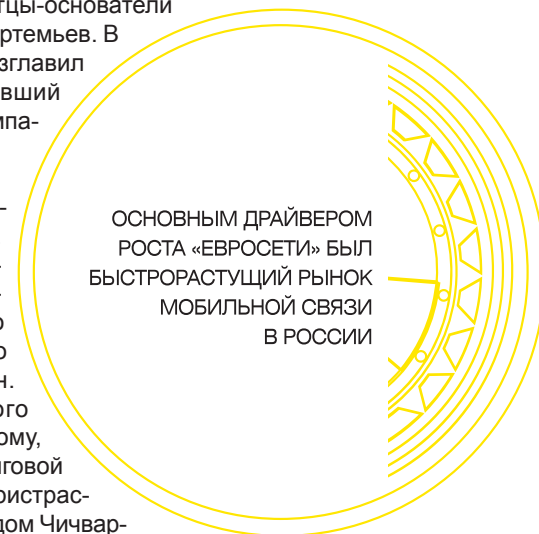 тцы-основатели
ртемьев. В
зглавил
вший
мпа-
-
-
-
о
о
н.
ого
ому,
говой
ристрас-
дом Чичвар-
ОСНОВНЫМ ДРАЙВЕРОМ
РОСТА «ЕВРОСЕТИ» БЫЛ
БЫСТРОРАСТУЩИЙ РЫНОК
МОБИЛЬНОЙ СВЯЗИ
В РОССИИ